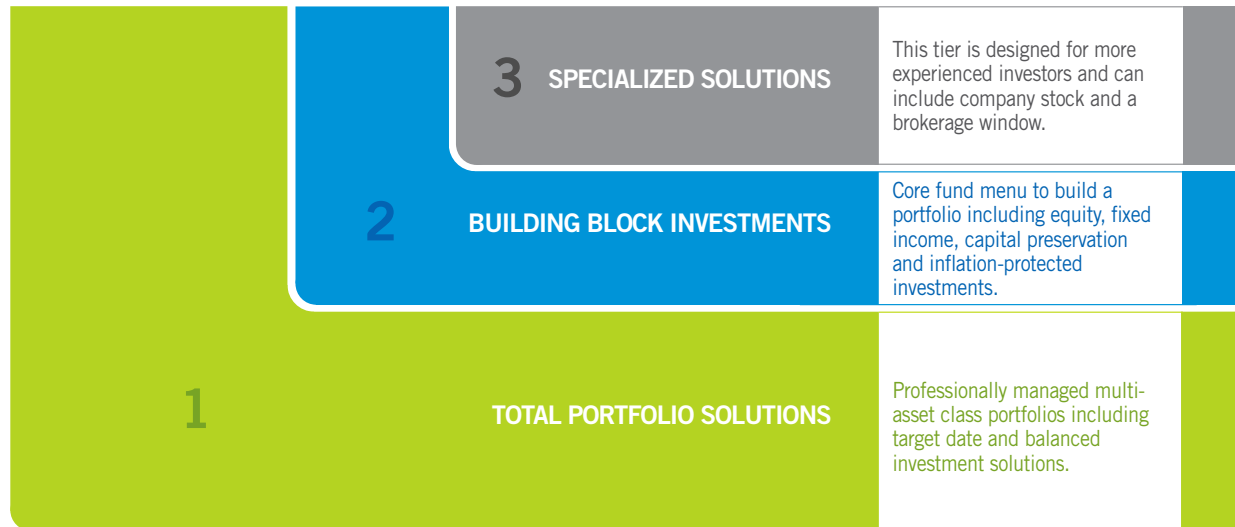 3 SPECIALIZED SOLUTIONS
This tier is designed for more
experienced investors and can
include company stock and a
brokerage window.
2 BUILDING BLOCK INVESTMENTS
Core fund menu to build a
portfolio including equity, fixed
income, capital preservation
and inflation-protected
investments.
1 TOTAL PORTFOLIO SOLUTIONS
Professionally managed multi-
asset class portfolios including
target date and balanced
investment solutions.